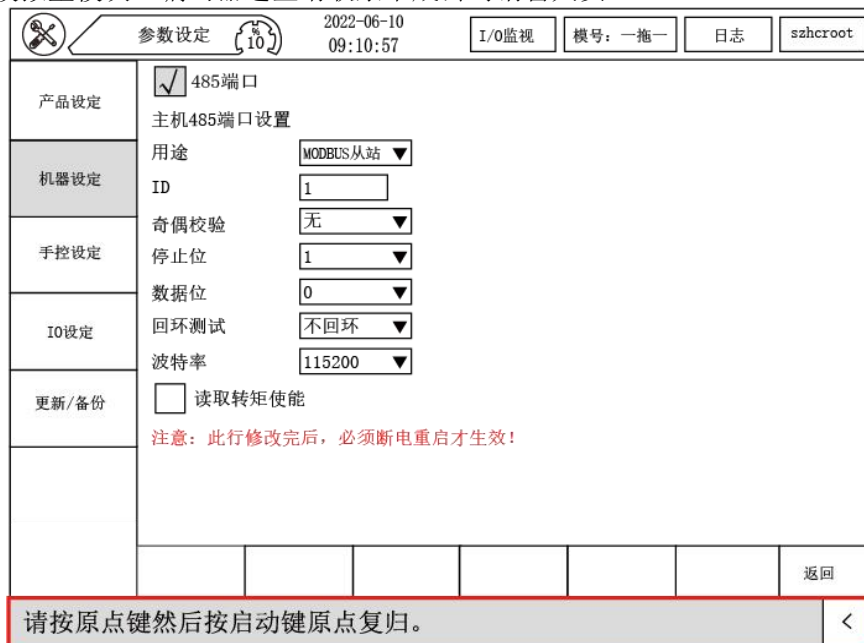 参数设定 % 10 2022-06-10 I/0监视 模号：一拖一 日志 szhcroot
09:10:57
产品设定
机器设定
手控设定
IO设定
更新/备份
√ 485端口
主机485端口设置
用途 MODBUS从站 ▼
ID 1
奇偶校验 无 ▼
停止位 1 ▼
数据位 0 ▼
回环测试 不回环 ▼
波特率 115200 ▼
读取转矩使能
注意：此行修改完后，必须断电重启才生效！
返回
请按原点键然后按启动键原点复归。 <